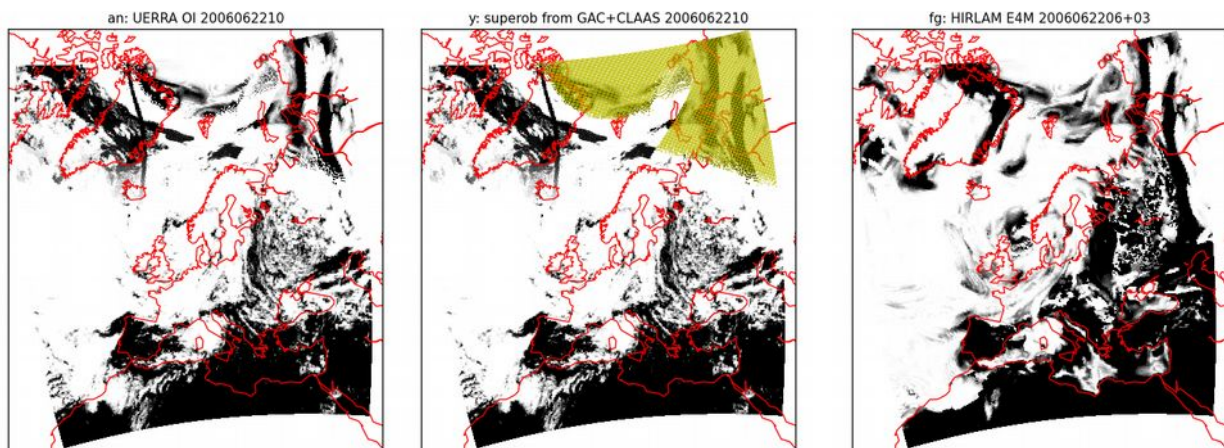 an: UERRA OI 2006062210
y: superob from GAC+CLAAS 2006062210
fg: HIRLAM E4M 2006062206+03